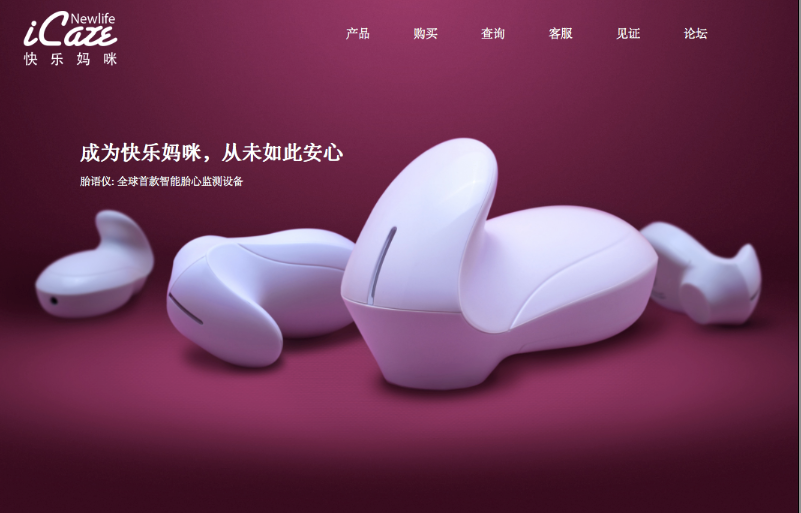 Newlife
iCare
快乐妈咪
产品 购买 查询 客服 见证 论坛
成为快乐妈咪，从未如此安心
胎语仪: 全球首款智能胎心监测设备